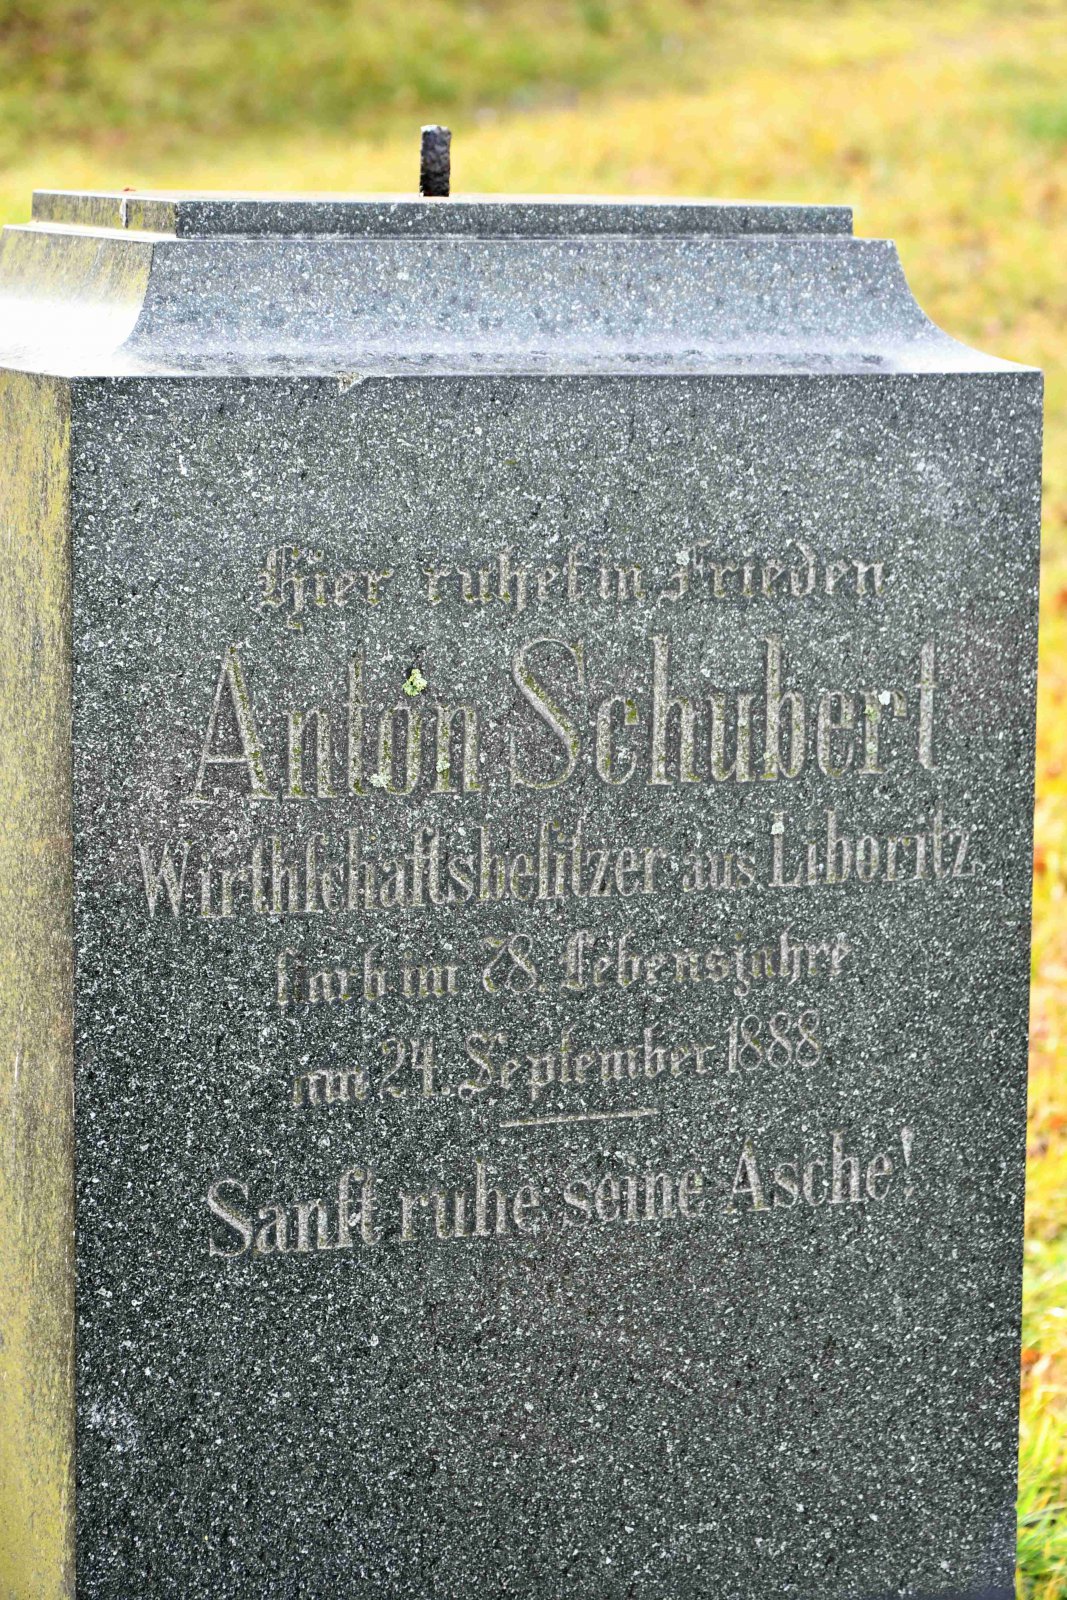 Hier ruhet in Frieden
Anton Schubert
Wirthſchaftsbeſitzer aus Liboritz
ſtarb im 78. Lebensjahre
am 24. September 1888
Sanft ruhe seine Asche!